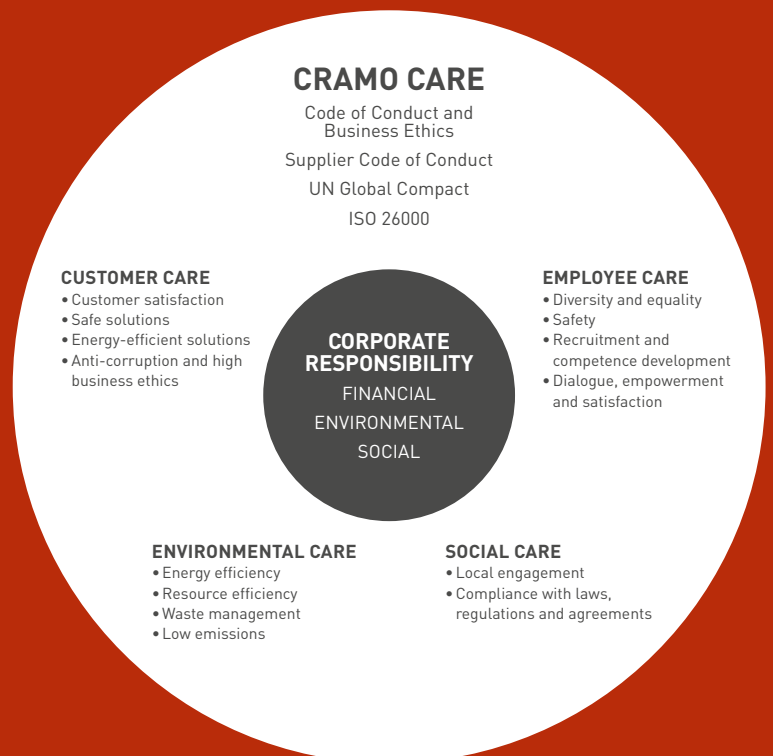 CRAMO CARE
Code of Conduct and
Business Ethics
Supplier Code of Conduct
UN Global Compact
ISO 26000
CUSTOMER CARE
• Customer satisfaction
• Safe solutions
• Energy-efficient solutions
• Anti-corruption and high
business ethics
CORPORATE
RESPONSIBILITY
FINANCIAL
ENVIRONMENTAL
SOCIAL
EMPLOYEE CARE
• Diversity and equality
• Safety
• Recruitment and
competence development
• Dialogue, empowerment
and satisfaction
ENVIRONMENTAL CARE
• Energy efficiency
• Resource efficiency
• Waste management
• Low emissions
SOCIAL CARE
• Local engagement
• Compliance with laws,
regulations and agreements